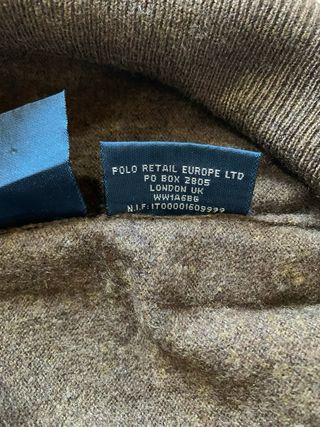 POLO RETAIL EUROPE LTD
PO BOX 2805
LONDON UK
WW1A6BG
N.I.F:IT00001609999